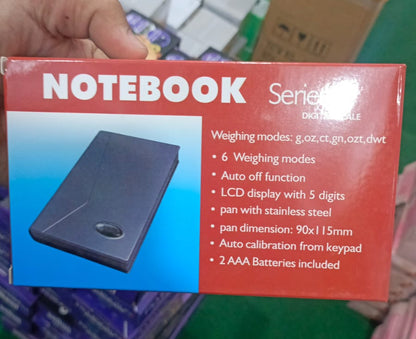 NOTEBOOK Series
DIGITAL SCALE
Weighing modes: g,oz,ct,gn,ozt,dwt
• 6 Weighing modes
• Auto off function
• LCD display with 5 digits
• pan with stainless steel
• pan dimension: 90x115mm
• Auto calibration from keypad
• 2 AAA Batteries included